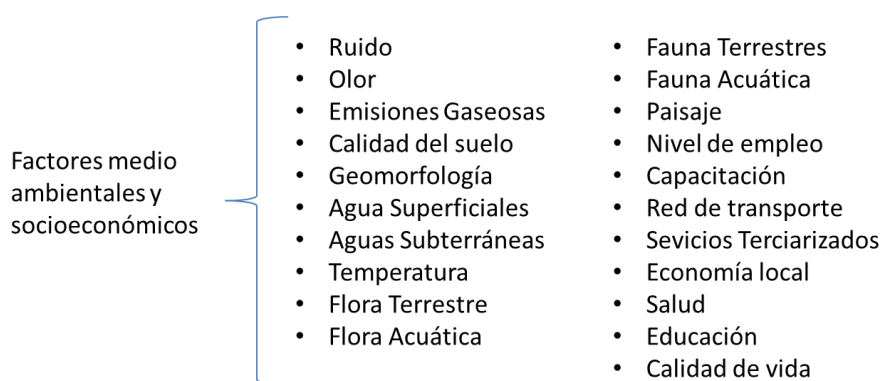 Factores medio
ambientales y
socioeconómicos
• Ruido
• Olor
• Emisiones Gaseosas
• Calidad del suelo
• Geomorfología
• Agua Superficiales
• Aguas Subterráneas
• Temperatura
• Flora Terrestre
• Flora Acuática
• Fauna Terrestres
• Fauna Acuática
• Paisaje
• Nivel de empleo
• Capacitación
• Red de transporte
• Sevicios Terciarizados
• Economía local
• Salud
• Educación
• Calidad de vida